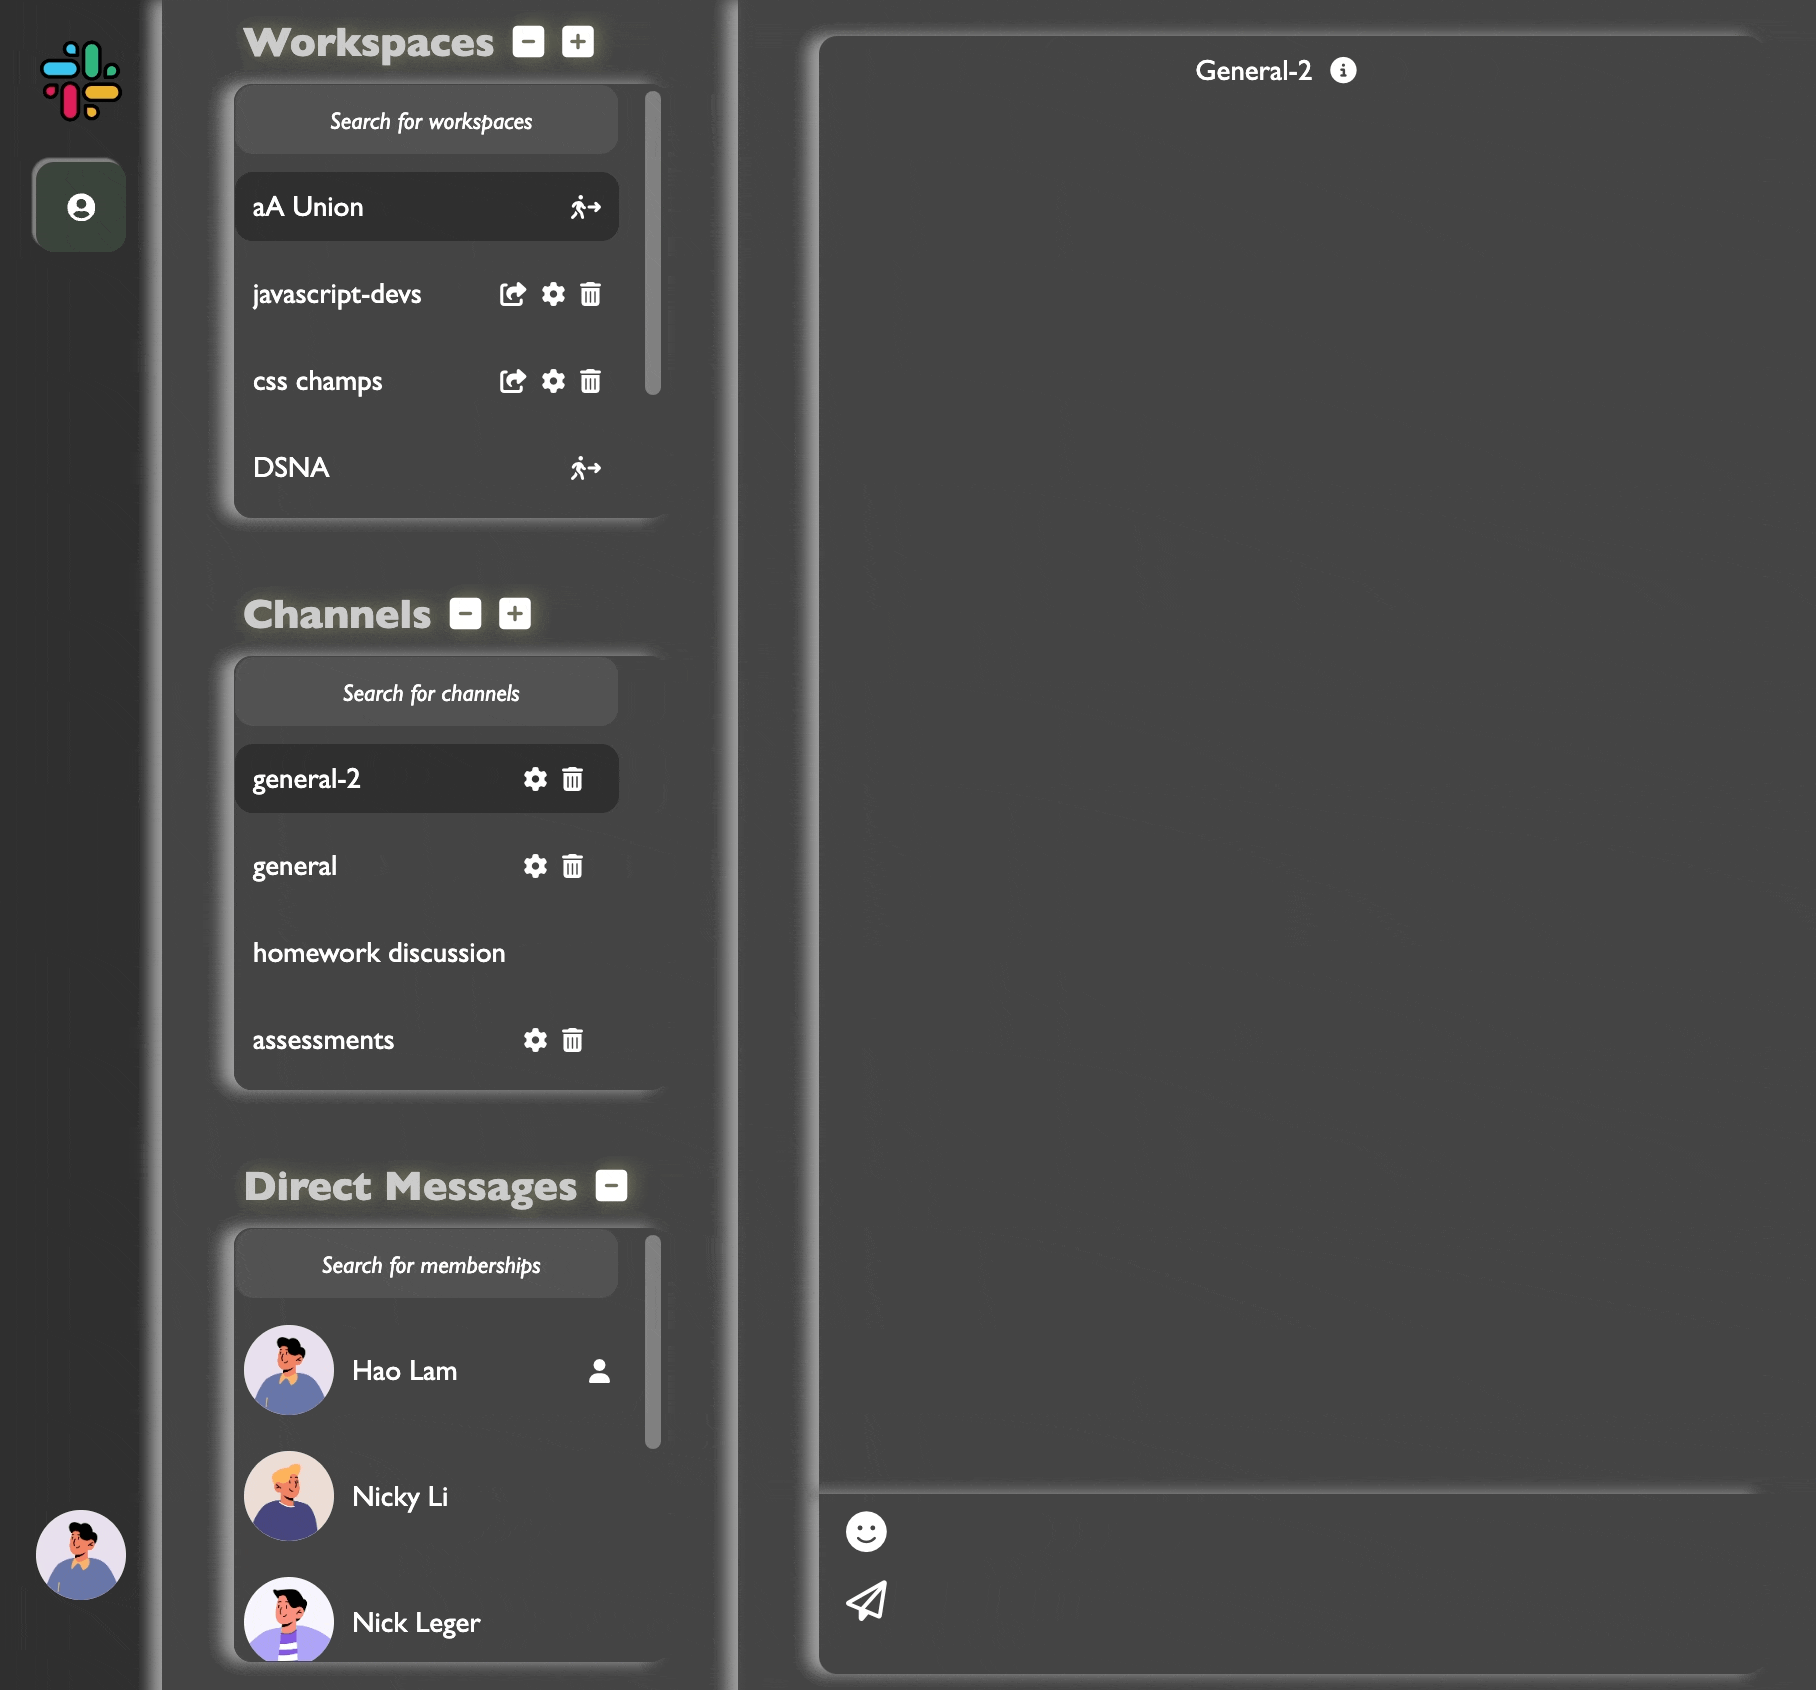 Workspaces
Search for workspaces
aA Union
javascript-devs
css champs
DSNA
Channels
Search for channels
general-2
general
homework discussion
assessments
Direct Messages
Search for memberships
Hao Lam
Nicky Li
Nick Leger
General-2